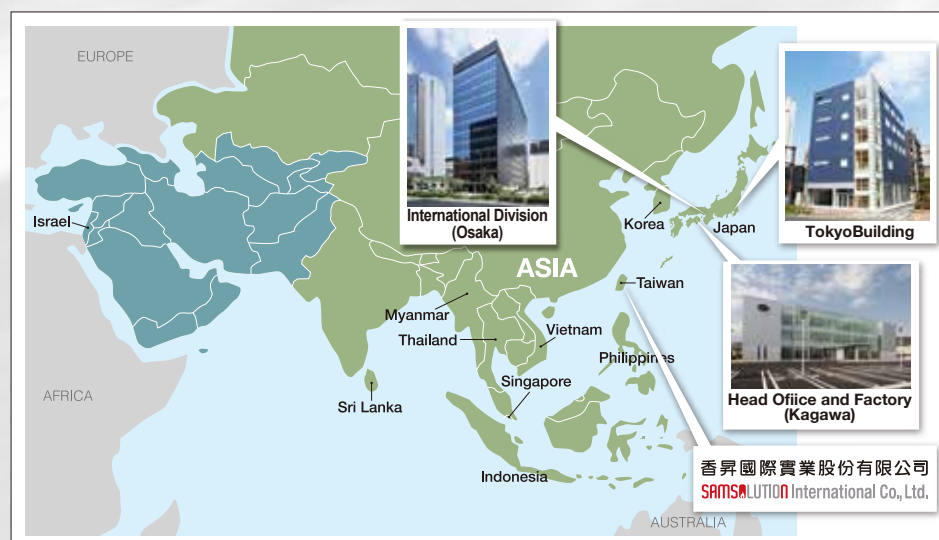 EUROPE
International Division
(Osaka)
TokyoBuilding
Israel
Korea
Japan
ASIA
Taiwan
Myanmar
Thailand
Vietnam
Philippines
Singapore
Sri Lanka
AFRICA
Head Ofiice and Factory
(Kagawa)
Indonesia
香昇國際實業股份有限公司
SAMSOLUTION International Co., Ltd.
AUSTRALIA